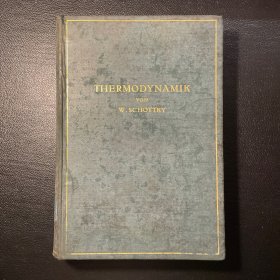 THERMODYNAMIK
VON
W. SCHOTTKY